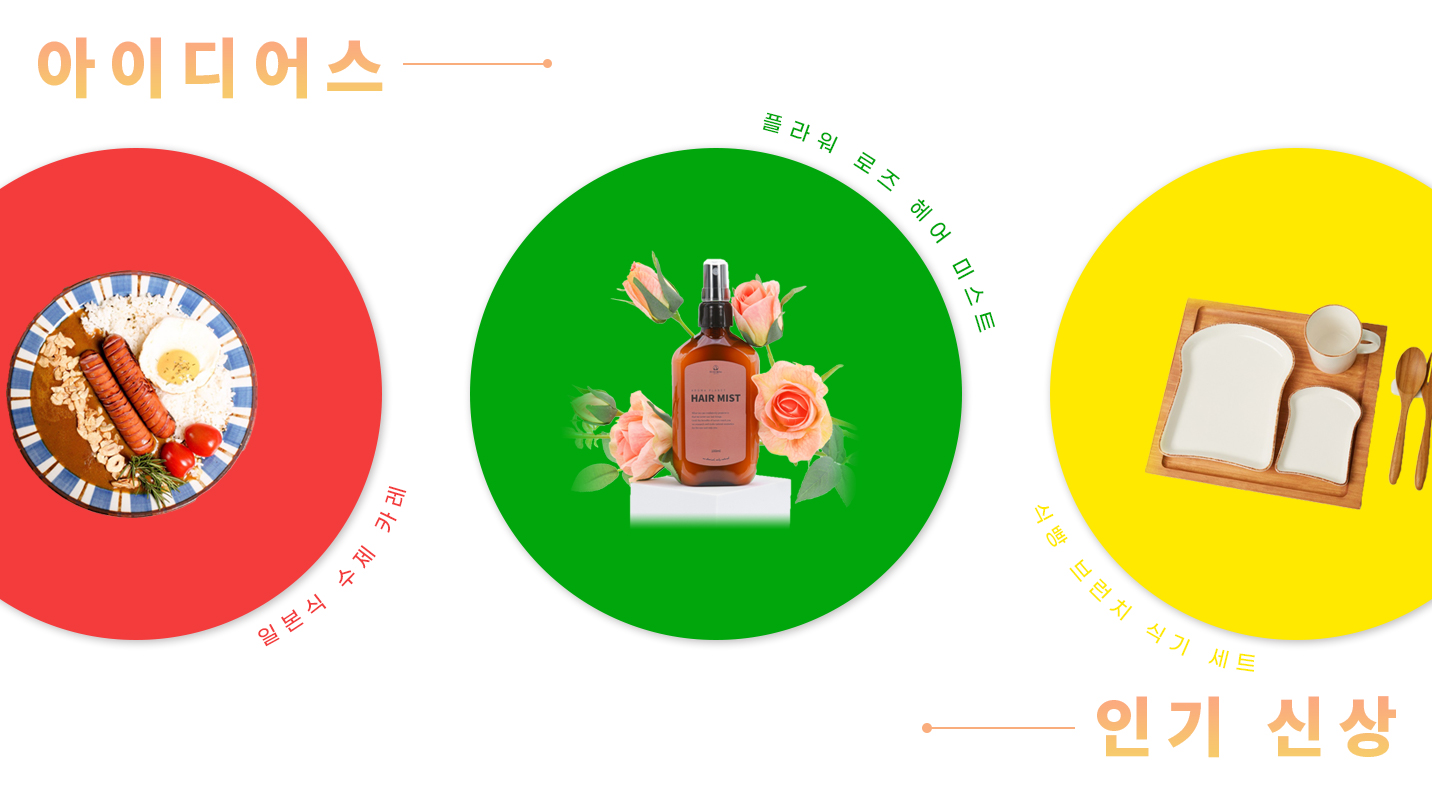 아이디어스
플라워 로즈 헤어 미스트
HAIR MIST
일본식 수제 카레
식빵 브런치 식기 세트
인기 신상